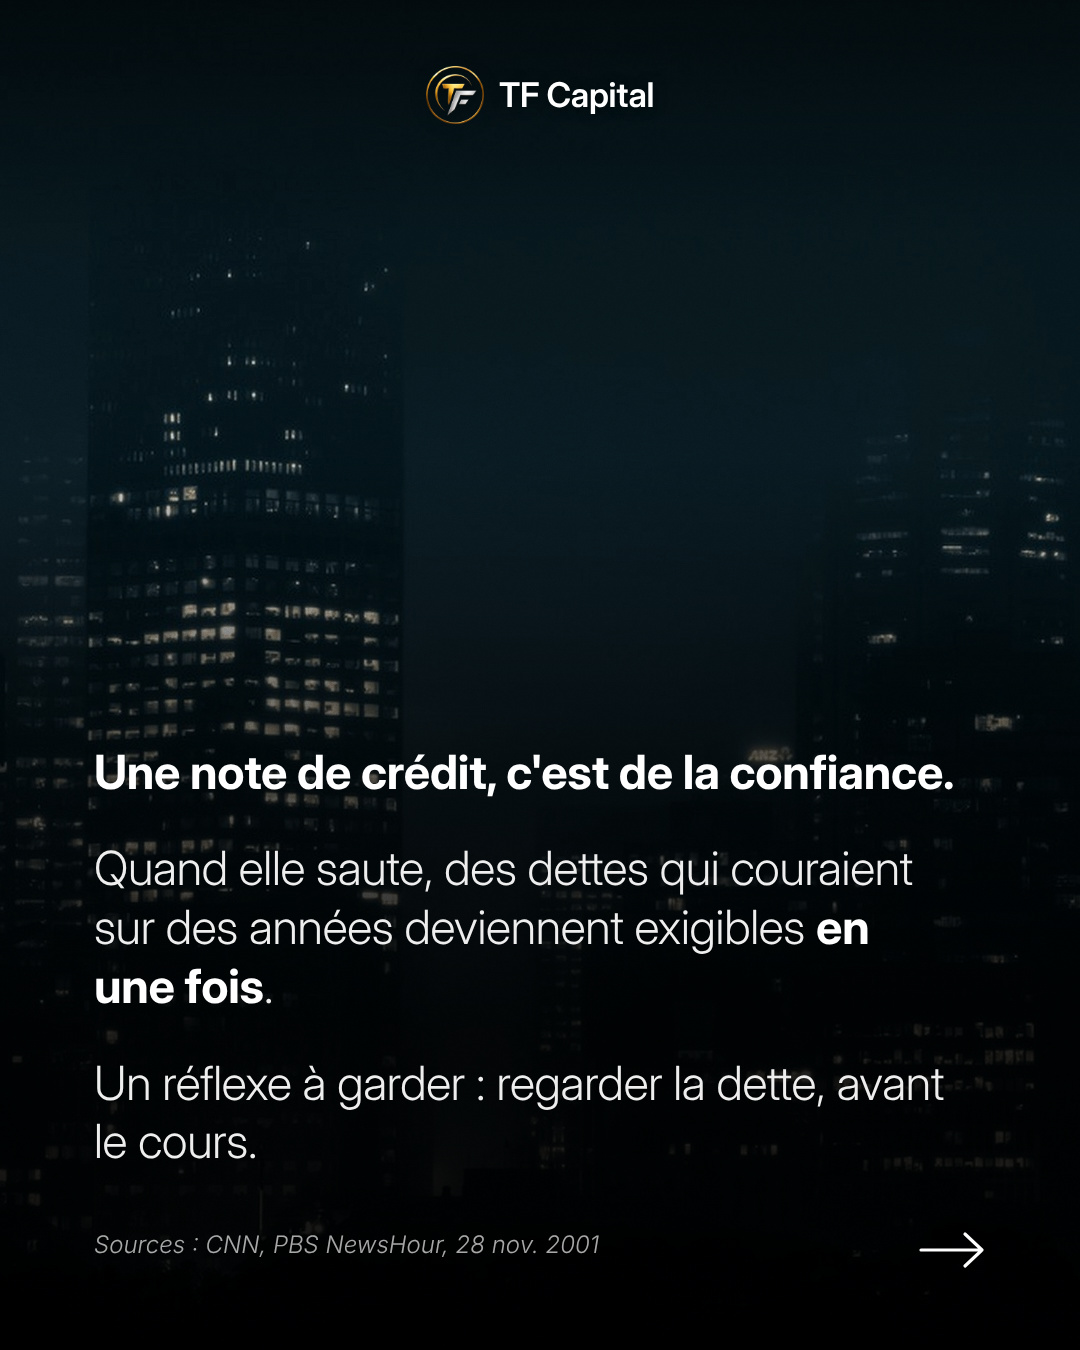 TF Capital
Une note de crédit, c'est de la confiance.
Quand elle saute, des dettes qui couraient
sur des années deviennent exigibles en
une fois.
Un réflexe à garder : regarder la dette, avant
le cours.
ANZ
Sources : CNN, PBS NewsHour, 28 nov. 2001